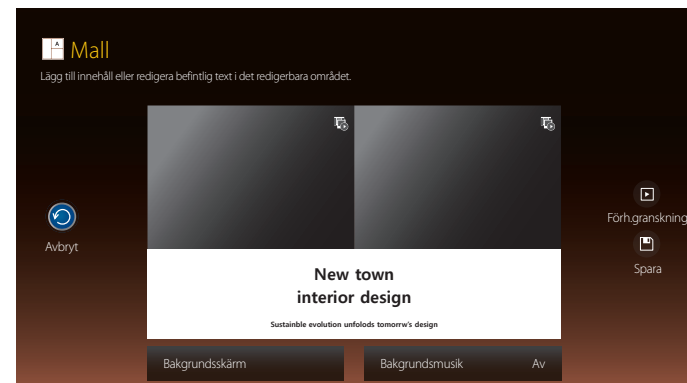 A
Mall
Lägg till innehåll eller redigera befintlig text i det redigerbara området.
Avbryt
New town
interior design
Sustainble evolution unfolods tomorrw's design
Förh.granskning
Spara
Bakgrundsskärm
Bakgrundsmusik Av